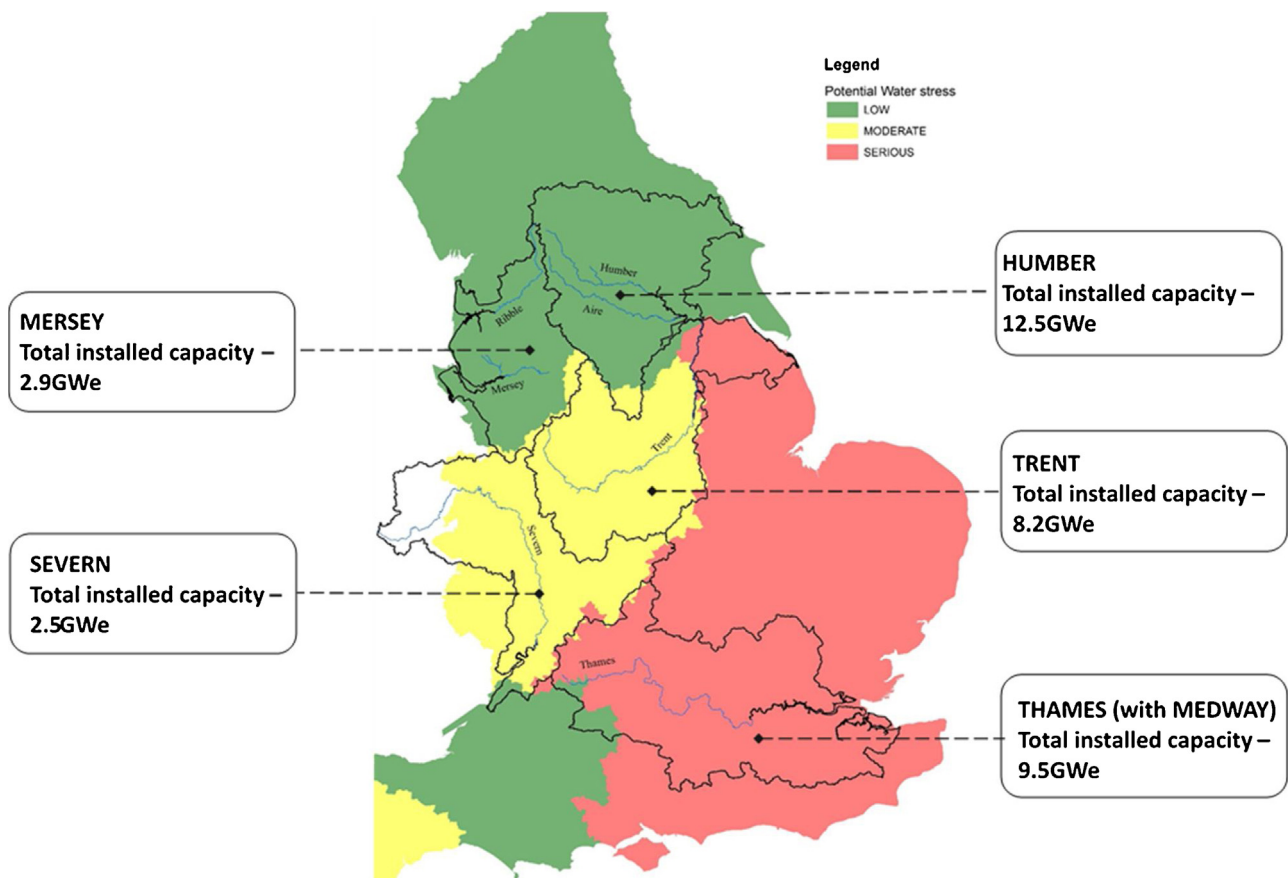 Legend
Potential Water stress
LOW
MODERATE
SERIOUS
HUMBER
Total installed capacity –
12.5GWe
MERSEY
Total installed capacity –
2.9GWe
TRENT
Total installed capacity –
8.2GWe
SEVERN
Total installed capacity –
2.5GWe
THAMES (with MEDWAY)
Total installed capacity –
9.5GWe
Humber
Aire
Ribble
Mersey
Trent
Severn
Thames